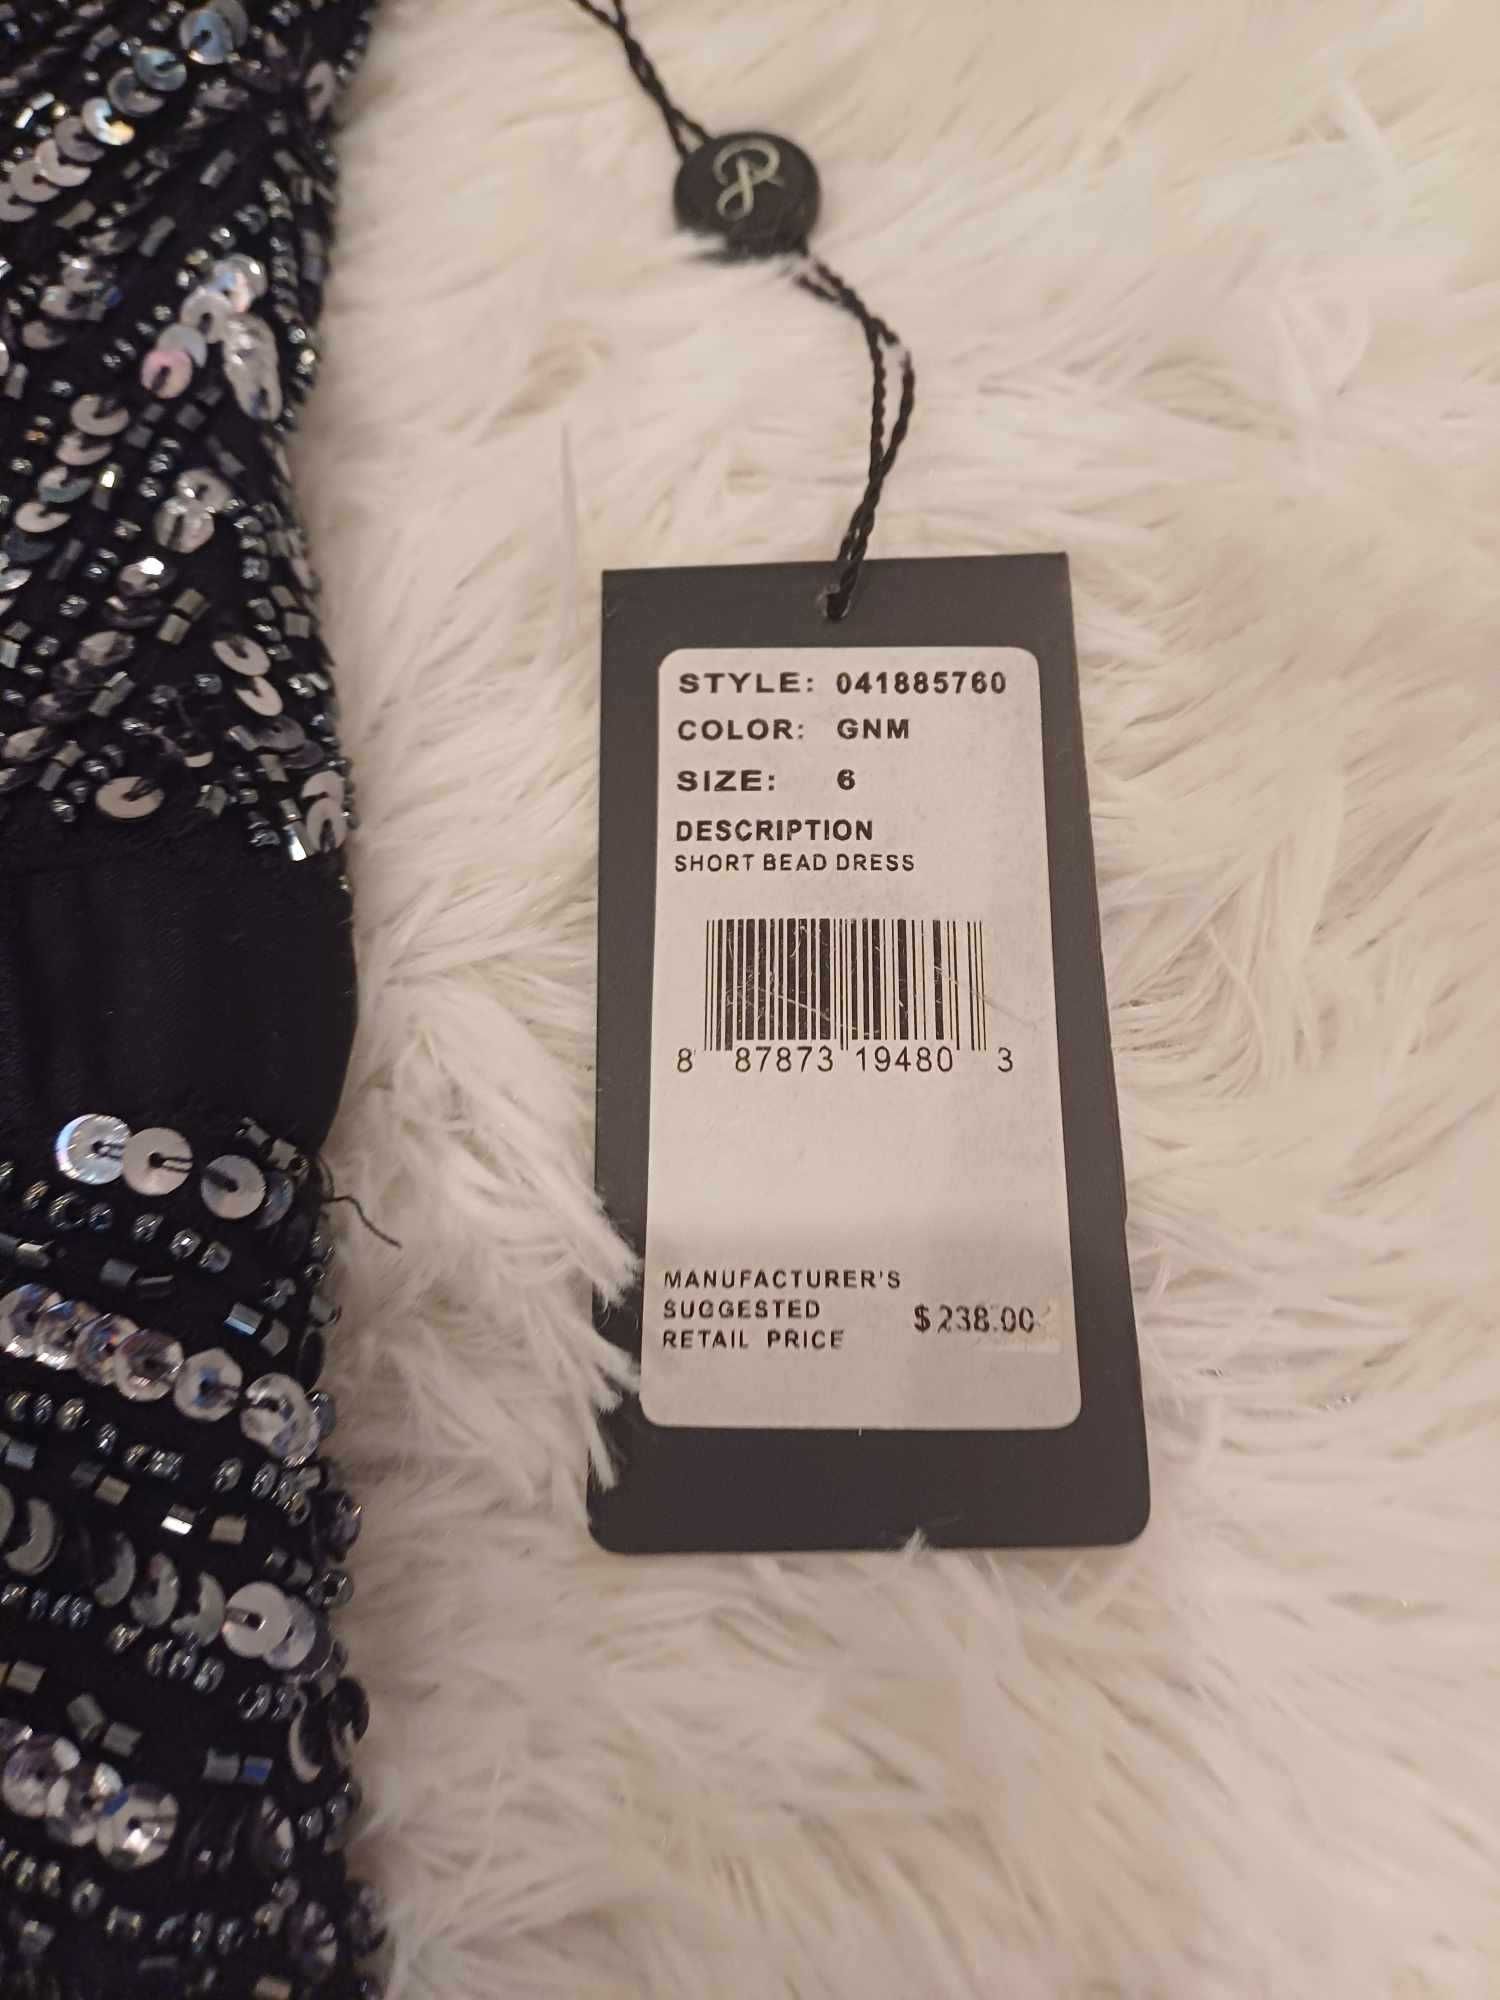 STYLE: 041885760
COLOR: GNM
SIZE: 6
DESCRIPTION
SHORT BEAD DRESS
8 87873 19480 3
MANUFACTURER'S
SUGGESTED
RETAIL PRICE
$238.00